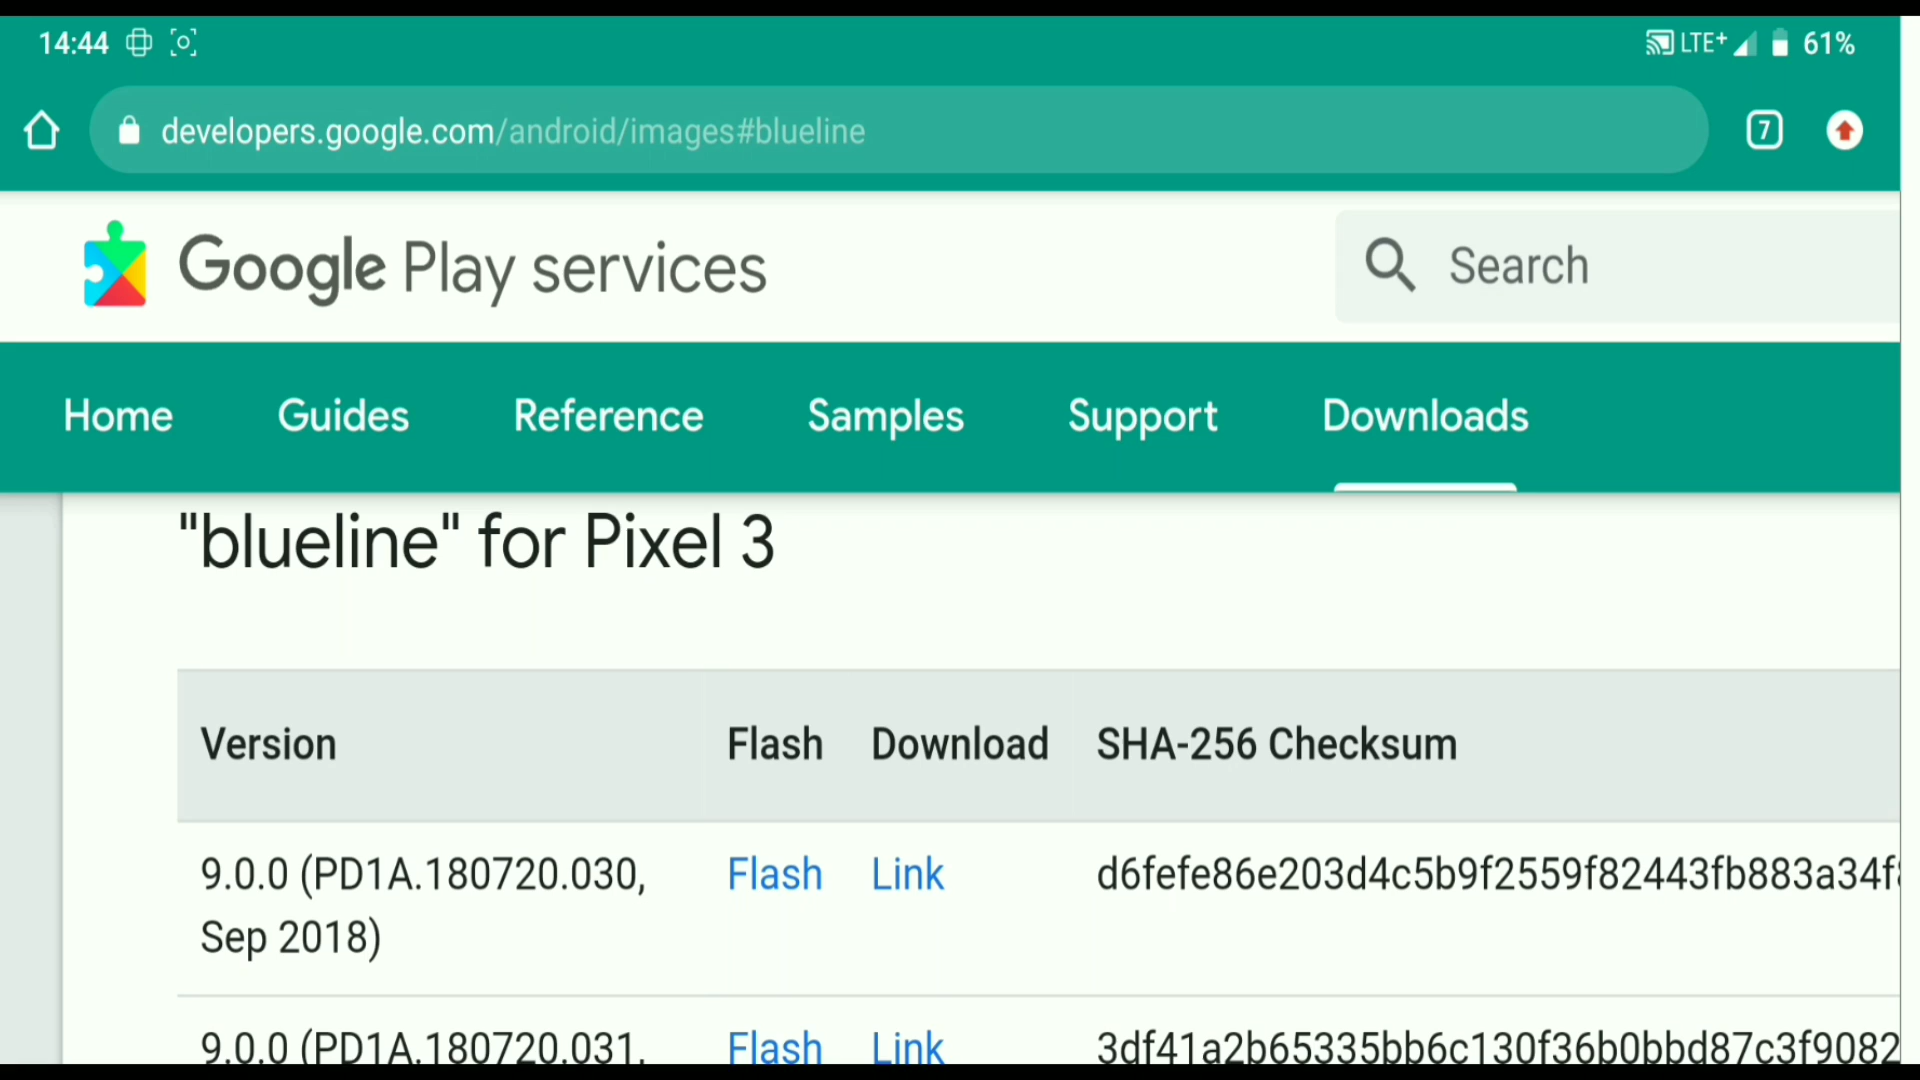 14:44 LTE+ 61%
developers.google.com/android/images#blueline 7
Google Play services Search
Home Guides Reference Samples Support Downloads
"blueline" for Pixel 3
Version Flash Download SHA-256 Checksum
9.0.0 (PD1A.180720.030, Flash Link d6fefe86e203d4c5b9f2559f82443fb883a34f
Sep 2018)
9.0.0 (PD1A.180720.031, Flash Link 3df41a2b65335bb6c130f36b0bbd87c3f9082